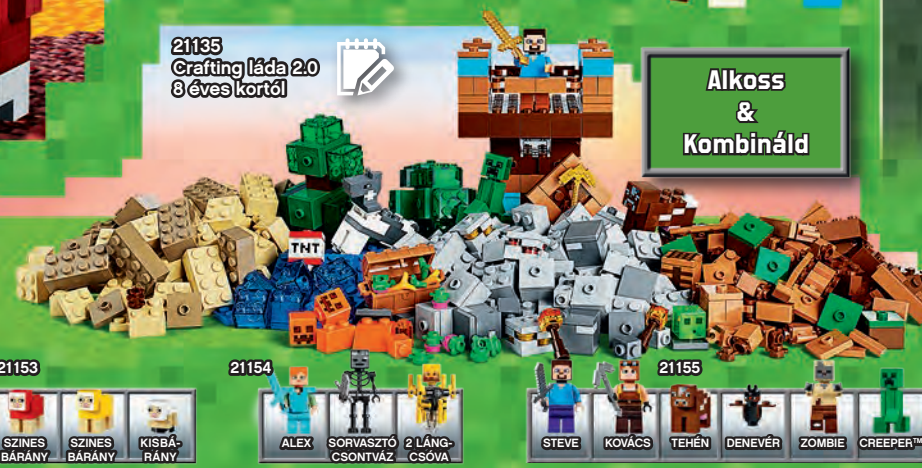 21135
Crafting láda 2.0
8 éves kortól
Alkoss
&
Kombináld
TNT
21153
SZINES
BÁRÁNY
SZINES
BÁRÁNY
KISBÁ-
RÁNY
21154
ALEX
SORVASZTÓ
CSONTVÁZ
2 LÁNG-
CSÓVA
21155
STEVE
KOVÁCS
TEHÉN
DENEVÉR
ZOMBIE
CREEPER™